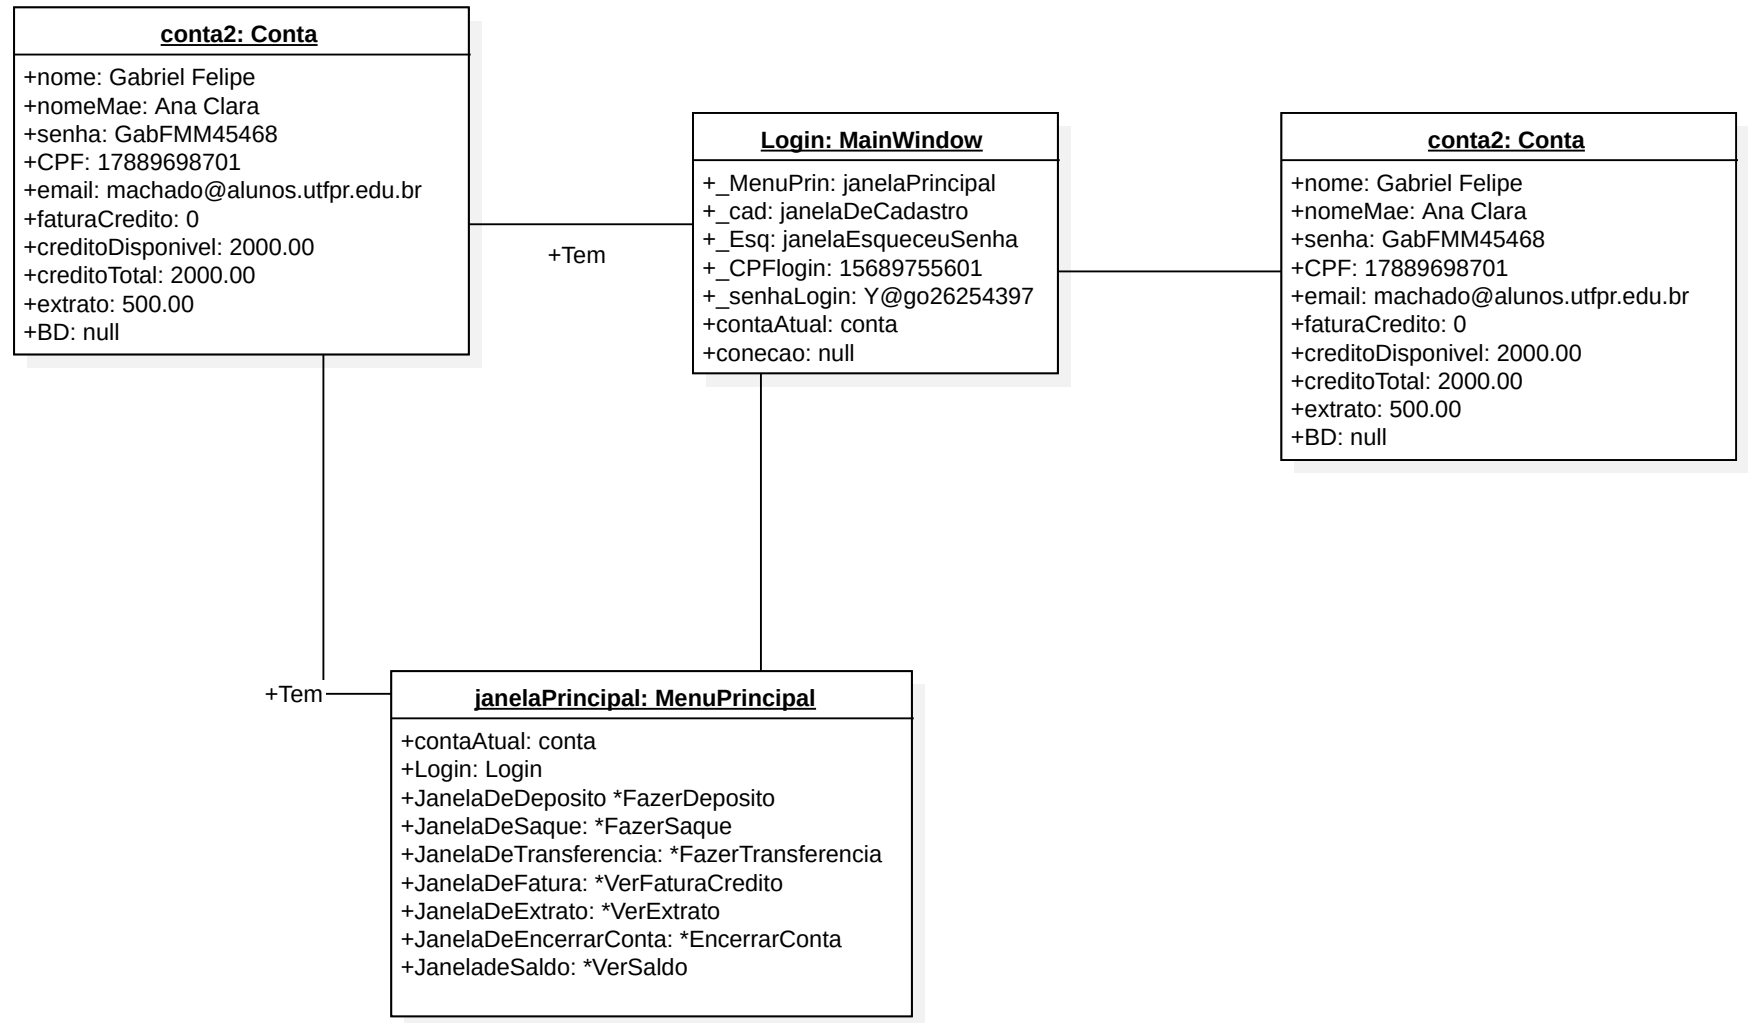 conta2: Conta
+nome: Gabriel Felipe
+nomeMae: Ana Clara
+senha: GabFMM45468
+CPF: 17889698701
+email: machado@alunos.utfpr.edu.br
+faturaCredito: 0
+creditoDisponivel: 2000.00
+creditoTotal: 2000.00
+extrato: 500.00
+BD: null
+Tem
Login: MainWindow
+_MenuPrin: janelaPrincipal
+_cad: janelaDeCadastro
+_Esq: janelaEsqueceuSenha
+_CPFlogin: 15689755601
+_senhaLogin: Y@go26254397
+contaAtual: conta
+conecao: null
conta2: Conta
+nome: Gabriel Felipe
+nomeMae: Ana Clara
+senha: GabFMM45468
+CPF: 17889698701
+email: machado@alunos.utfpr.edu.br
+faturaCredito: 0
+creditoDisponivel: 2000.00
+creditoTotal: 2000.00
+extrato: 500.00
+BD: null
+Tem
janelaPrincipal: MenuPrincipal
+contaAtual: conta
+Login: Login
+JanelaDeDeposito *FazerDeposito
+JanelaDeSaque: *FazerSaque
+JanelaDeTransferencia: *FazerTransferencia
+JanelaDeFatura: *VerFaturaCredito
+JanelaDeExtrato: *VerExtrato
+JanelaDeEncerrarConta: *EncerrarConta
+JaneladeSaldo: *VerSaldo